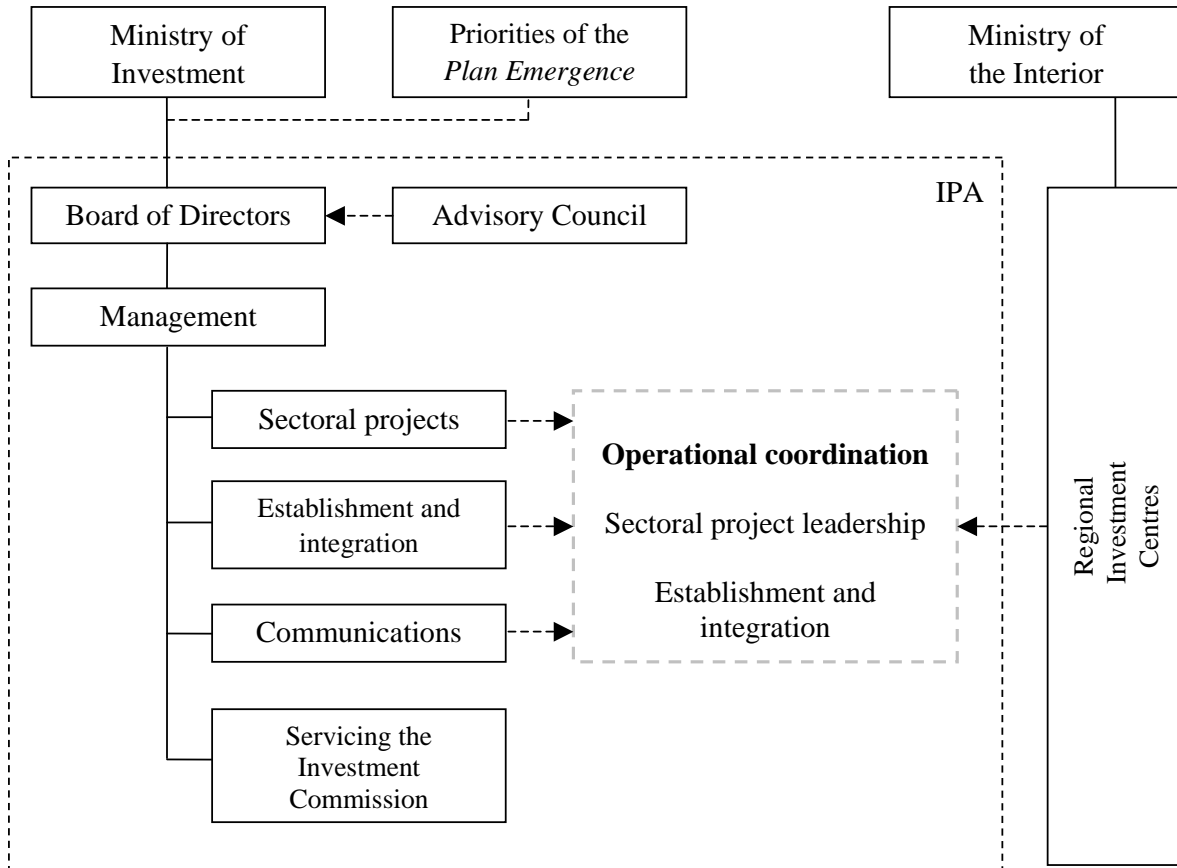 Ministry of
Investment
Priorities of the
Plan Emergence
Ministry of
the Interior
IPA
Board of Directors
Advisory Council
Management
Sectoral projects
Establishment and
integration
Communications
Servicing the
Investment
Commission
Operational coordination
Sectoral project leadership
Establishment and
integration
Regional
Investment
Centres